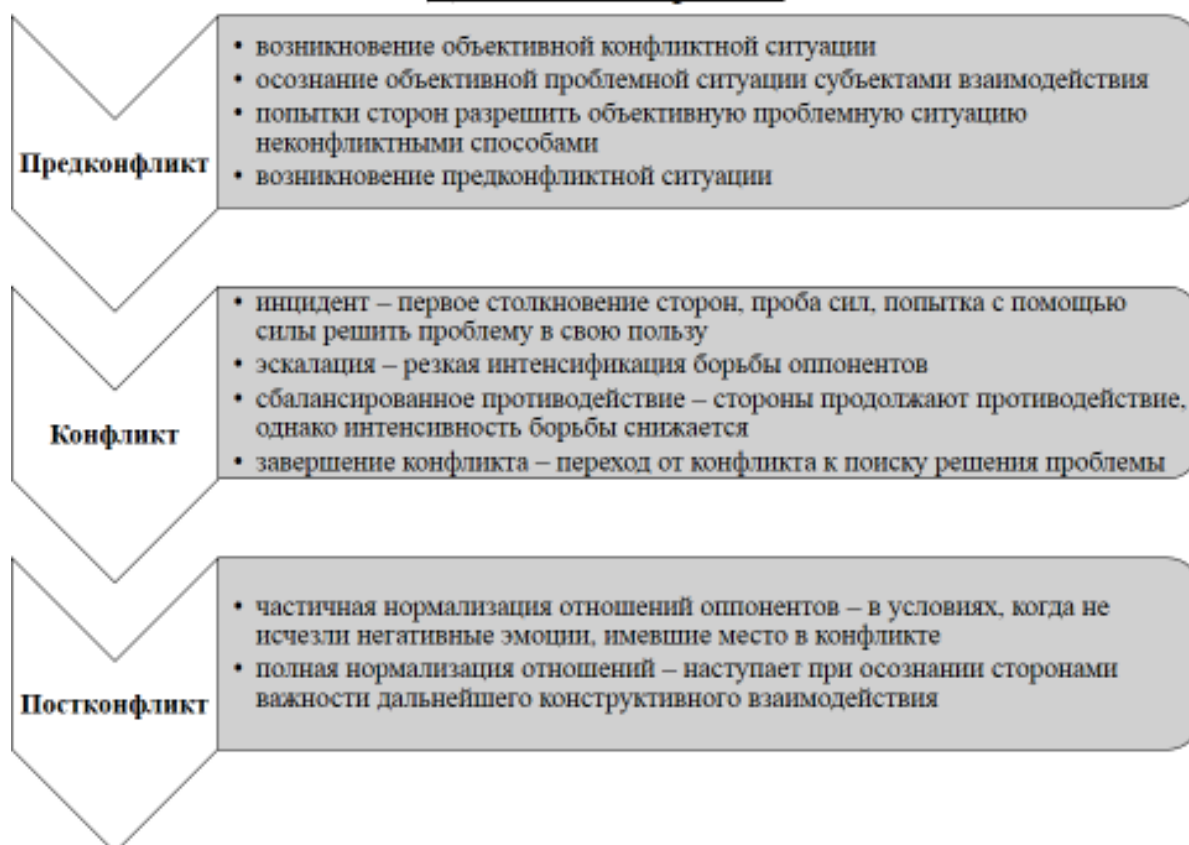 • возникновение объективной конфликтной ситуации
• осознание объективной проблемной ситуации субъектами взаимодействия
• попытки сторон разрешить объективную проблемную ситуацию
неконфликтными способами
Предконфликт
• возникновение предконфликтной ситуации
• инцидент – первое столкновение сторон, проба сил, попытка с помощью
силы решить проблему в свою пользу
• эскалация – резкая интенсификация борьбы оппонентов
• сбалансированное противодействие – стороны продолжают противодействие,
однако интенсивность борьбы снижается
Конфликт
• завершение конфликта – переход от конфликта к поиску решения проблемы
• частичная нормализация отношений оппонентов – в условиях, когда не
исчезли негативные эмоции, имевшие место в конфликте
• полная нормализация отношений – наступает при осознании сторонами
важности дальнейшего конструктивного взаимодействия
Постконфликт